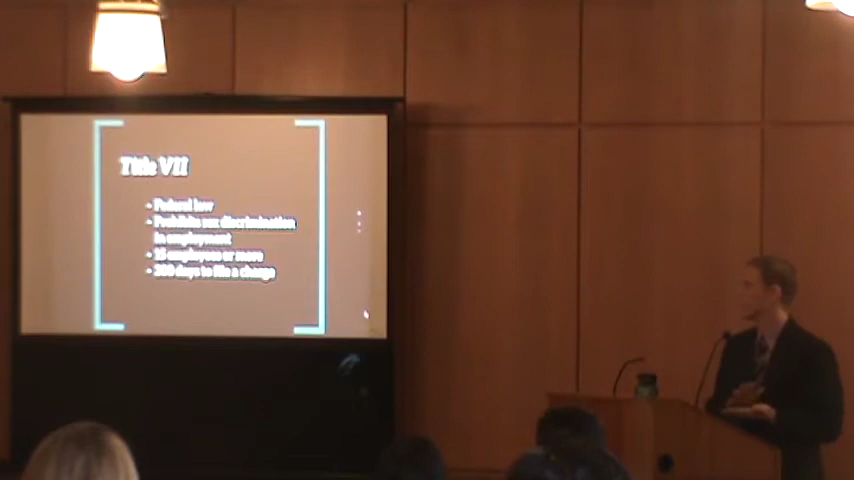 Title VII
- Federal law
- Prohibits sex discrimination
in employment
- 15 employees or more
- 300 days to file a charge